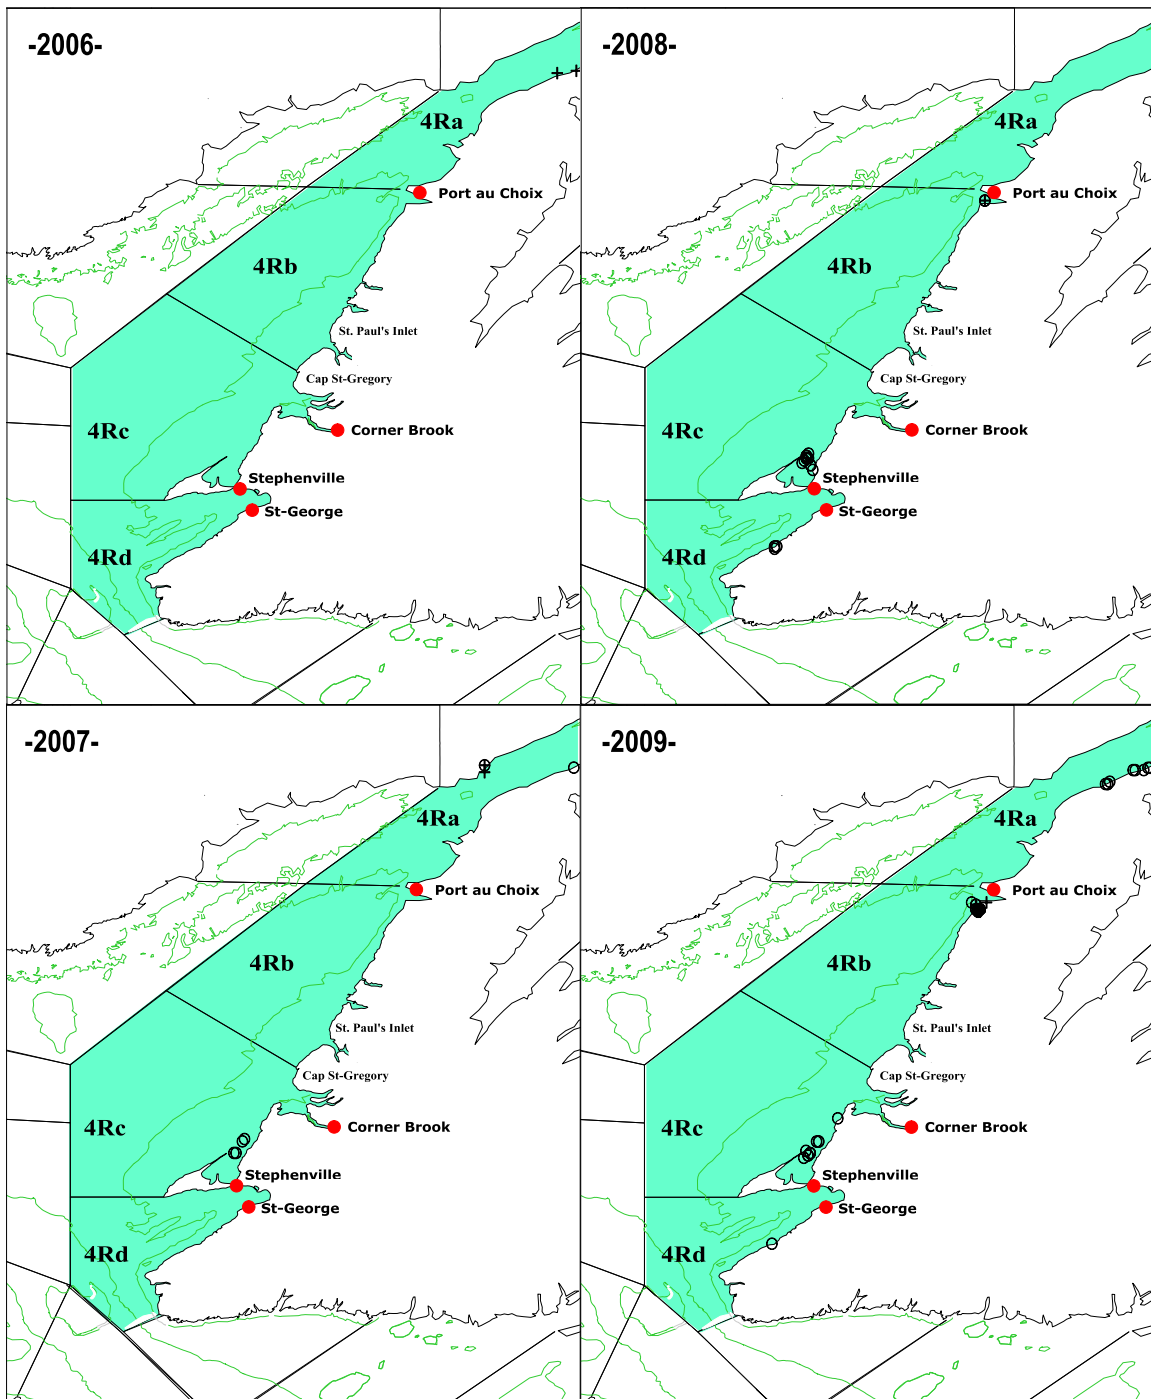 -2006-
4Ra
Port au Choix
4Rb
St. Paul's Inlet
Cap St-Gregory
4Rc
Corner Brook
Stephenville
St-George
4Rd
-2008-
4Ra
Port au Choix
4Rb
St. Paul's Inlet
Cap St-Gregory
4Rc
Corner Brook
Stephenville
St-George
4Rd
-2007-
4Ra
Port au Choix
4Rb
St. Paul's Inlet
Cap St-Gregory
4Rc
Corner Brook
Stephenville
St-George
4Rd
-2009-
4Ra
Port au Choix
4Rb
St. Paul's Inlet
Cap St-Gregory
4Rc
Corner Brook
Stephenville
St-George
4Rd